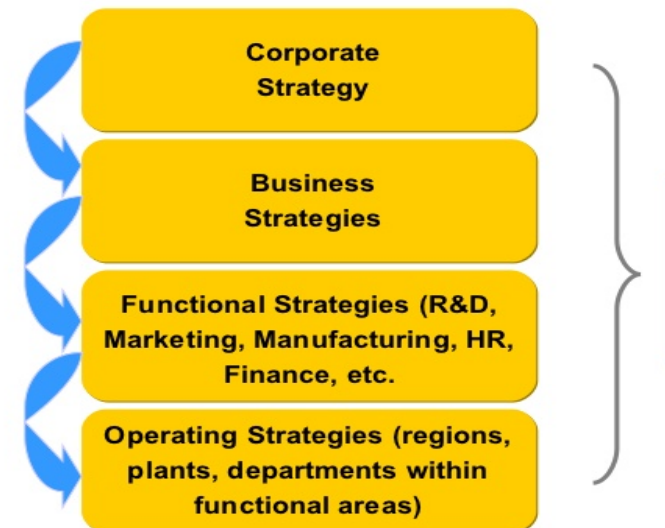 Corporate
Strategy
Business
Strategies
Functional Strategies (R&D,
Marketing, Manufacturing, HR,
Finance, etc.
Operating Strategies (regions,
plants, departments within
functional areas)